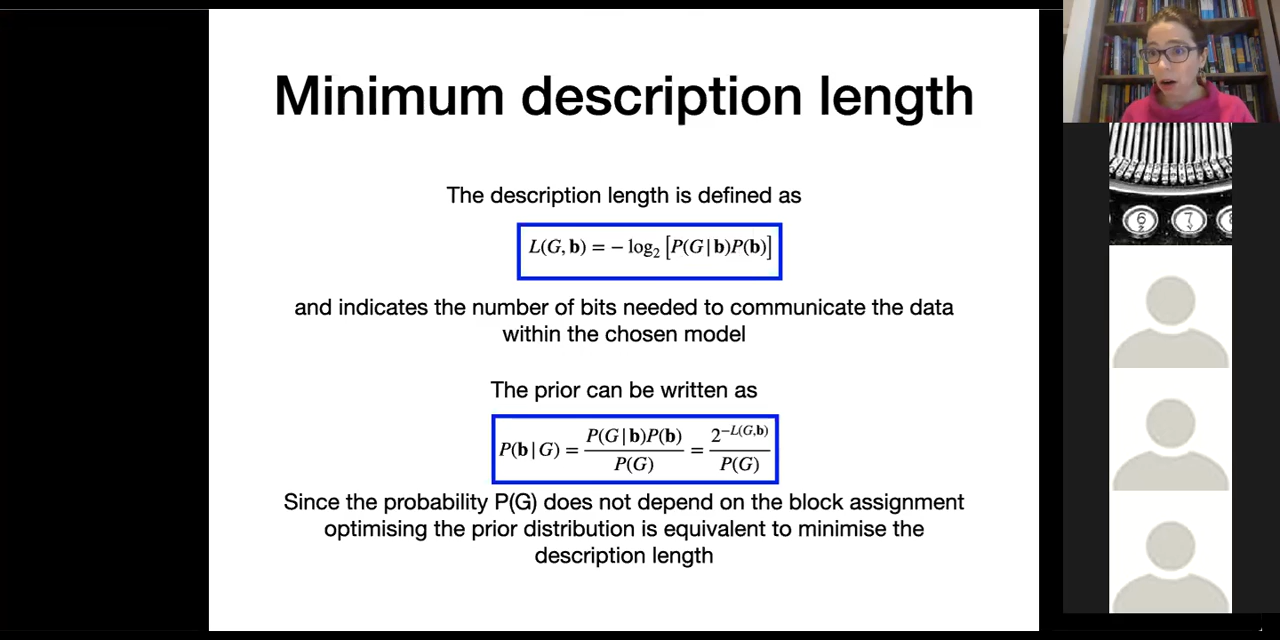 Minimum description length
The description length is defined as
L(G, b) = − log₂ [P(G | b)P(b)]
and indicates the number of bits needed to communicate the data
within the chosen model
The prior can be written as
P(b | G) = P(G | b)P(b) / P(G) = 2^{−L(G,b)} / P(G)
Since the probability P(G) does not depend on the block assignment
optimising the prior distribution is equivalent to minimise the
description length
6
7